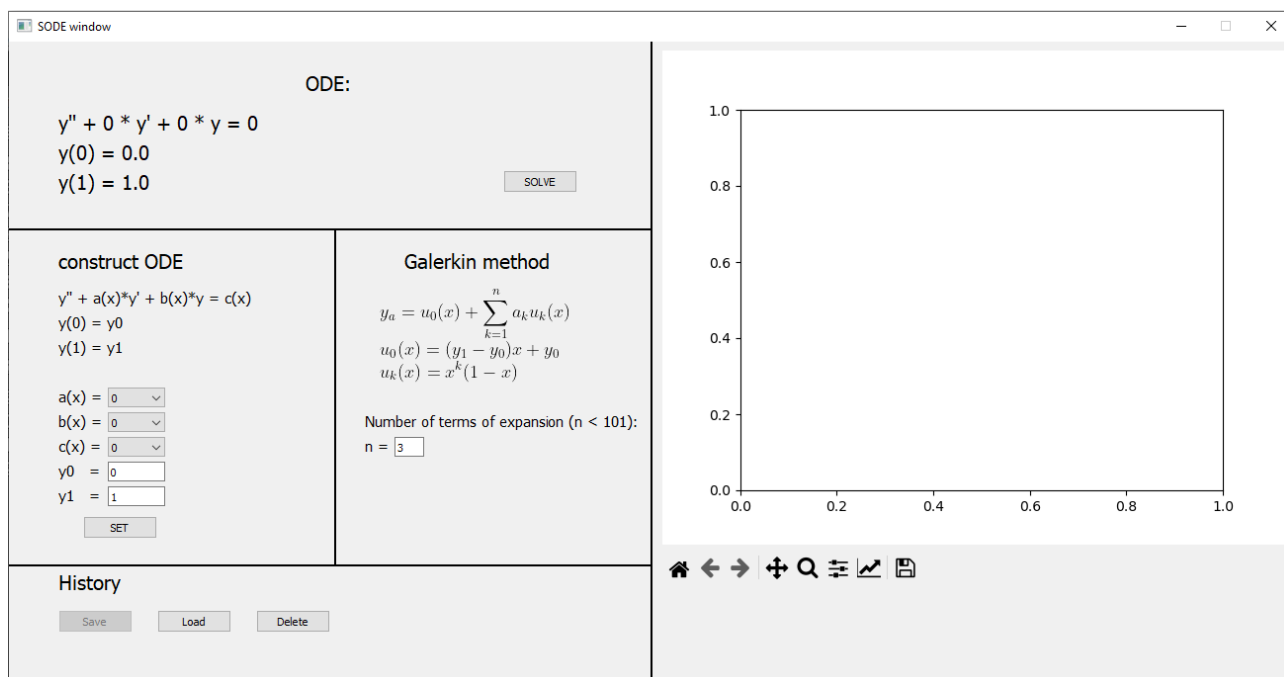 SODE window
ODE:
y" + 0 * y' + 0 * y = 0
y(0) = 0.0
y(1) = 1.0
SOLVE
construct ODE
y" + a(x)*y' + b(x)*y = c(x)
y(0) = y0
y(1) = y1
a(x) = 0
b(x) = 0
c(x) = 0
y0 = 0
y1 = 1
SET
Galerkin method
y_a = u_0(x) + \sum_{k=1}^{n} a_k u_k(x)
u_0(x) = (y_1 − y_0)x + y_0
u_k(x) = x^k(1 − x)
Number of terms of expansion (n < 101):
n = 3
History
Save Load Delete
1.0
0.8
0.6
0.4
0.2
0.0
0.0 0.2 0.4 0.6 0.8 1.0